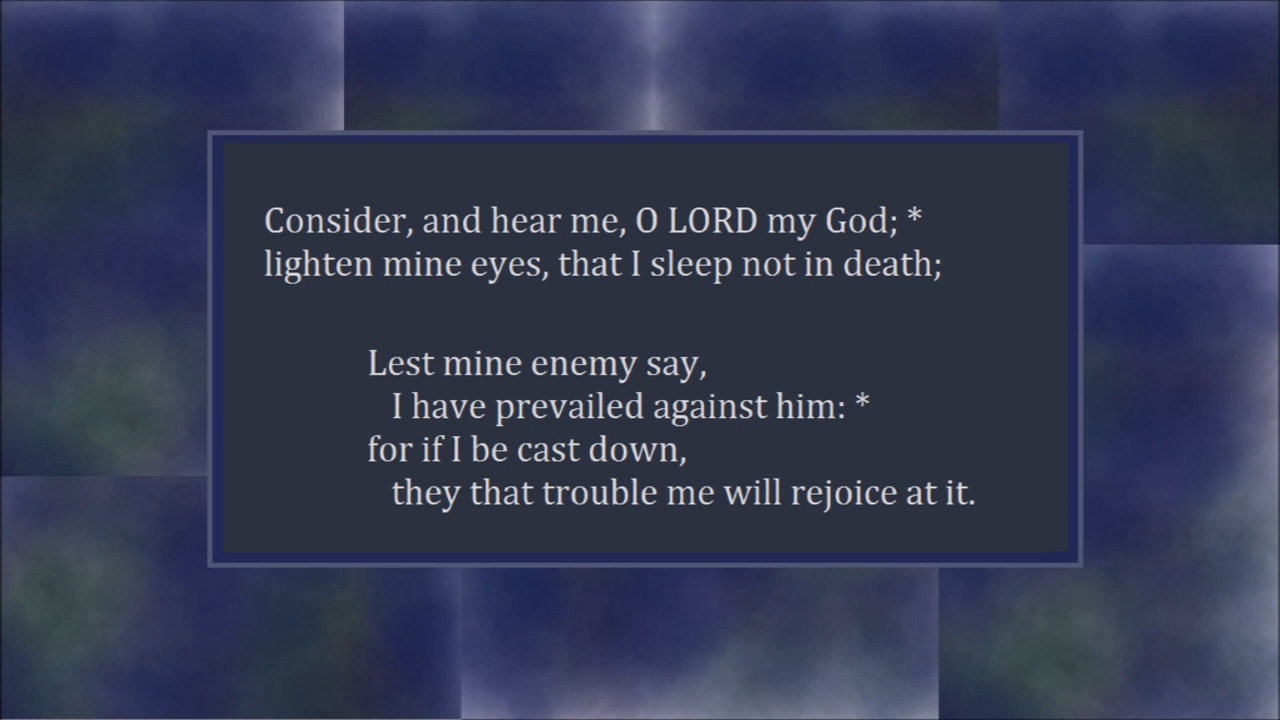 Consider, and hear me, O LORD my God; *
lighten mine eyes, that I sleep not in death;
Lest mine enemy say,
I have prevailed against him: *
for if I be cast down,
they that trouble me will rejoice at it.